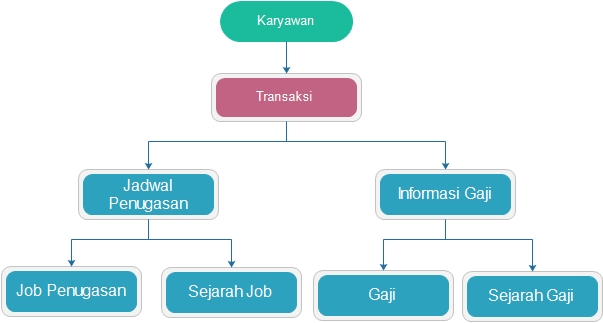 Karyawan
Transaksi
Jadwal
Penugasan
Informasi Gaji
Job Penugasan
Sejarah Job
Gaji
Sejarah Gaji